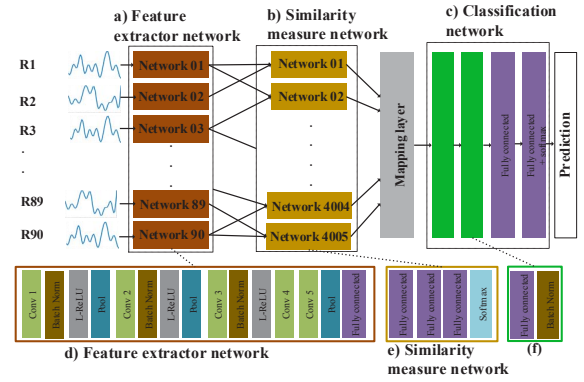 a) Feature
extractor network
b) Similarity
measure network
c) Classification
network
R1
R2
R3
.
.
R89
R90
Network 01
Network 02
Network 03
.
.
.
Network 89
Network 90
Network 01
Network 02
.
.
.
Network 4004
Network 4005
Mapping layer
Fully connected
Fully connected
+ softmax
Prediction
Conv 1
Batch Norm
L-ReLU
Pool
Conv 2
Batch Norm
L-ReLU
Pool
Conv 3
Batch Norm
L-ReLU
Conv 4
Conv 5
Pool
Fully connected
d) Feature extractor network
Fully connected
Fully connected
Fully connected
Softmax
e) Similarity
measure network
Fully connected
Batch Norm
(f)